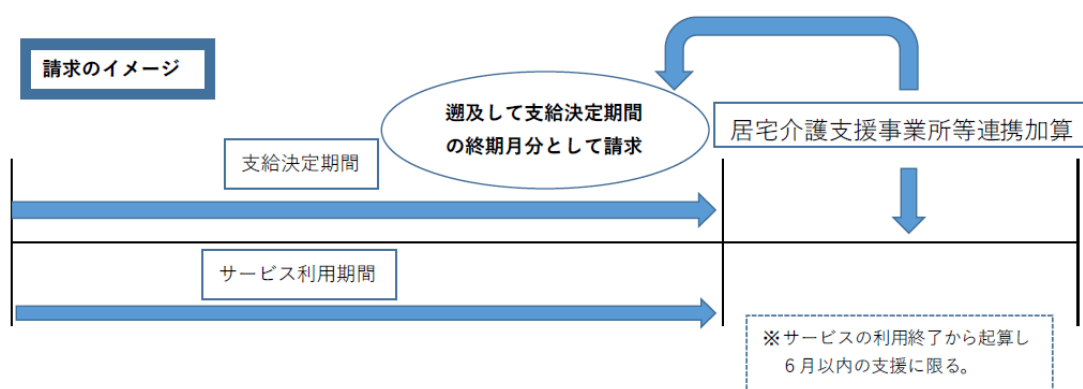 請求のイメージ
遡及して支給決定期間
の終期月分として請求
居宅介護支援事業所等連携加算
支給決定期間
サービス利用期間
※サービスの利用終了から起算し
６月以内の支援に限る。